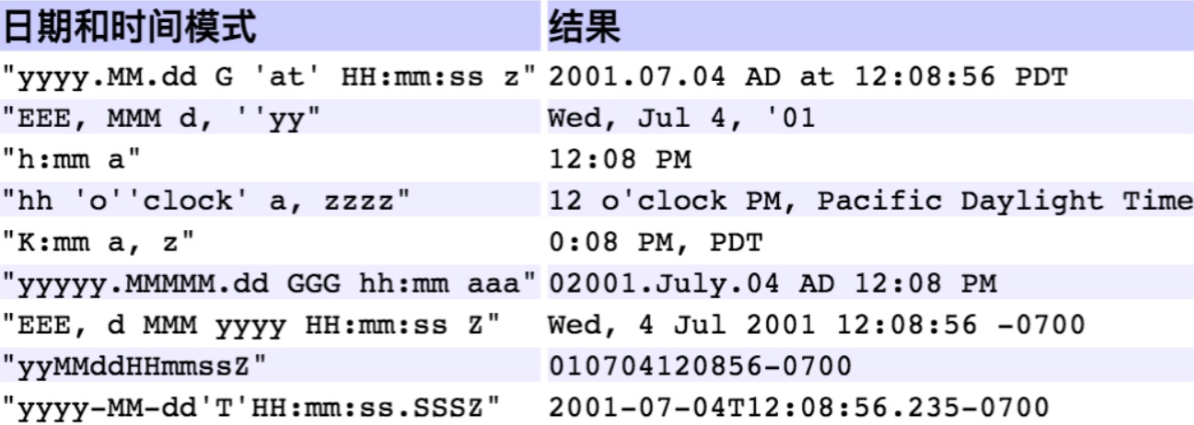 日期和时间模式 结果
"yyyy.MM.dd G 'at' HH:mm:ss z" 2001.07.04 AD at 12:08:56 PDT
"EEE, MMM d, ''yy" Wed, Jul 4, '01
"h:mm a" 12:08 PM
"hh 'o''clock' a, zzzz" 12 o'clock PM, Pacific Daylight Time
"K:mm a, z" 0:08 PM, PDT
"yyyyy.MMMMM.dd GGG hh:mm aaa" 02001.July.04 AD 12:08 PM
"EEE, d MMM yyyy HH:mm:ss Z" Wed, 4 Jul 2001 12:08:56 -0700
"yyMMddHHmmssZ" 010704120856-0700
"yyyy-MM-dd'T'HH:mm:ss.SSSZ" 2001-07-04T12:08:56.235-0700